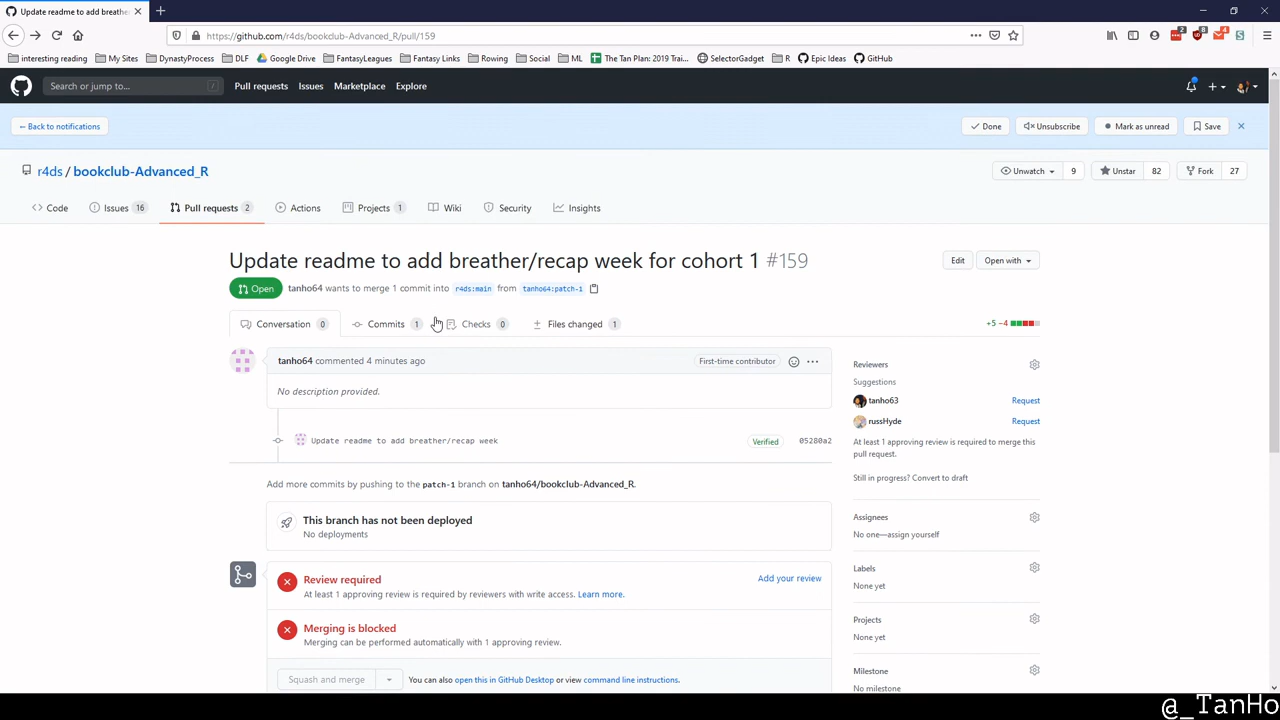 Update readme to add breather
https://github.com/r4ds/bookclub-Advanced_R/pull/159
interesting reading My Sites DynastyProcess DLF Google Drive FantasyLeagues Fantasy Links Rowing Social ML The Tan Plan: 2019 Trai... SelectorGadget R Epic Ideas GitHub
Search or jump to... / Pull requests Issues Marketplace Explore
← Back to notifications Done Unsubscribe Mark as unread Save
r4ds / bookclub-Advanced_R Unwatch 9 Unstar 82 Fork 27
Code Issues 16 Pull requests 2 Actions Projects 1 Wiki Security Insights
Update readme to add breather/recap week for cohort 1 #159 Edit Open with
Open tanho64 wants to merge 1 commit into r4ds:main from tanho64:patch-1
Conversation 0 Commits 1 Checks 0 Files changed 1 +5 −4
tanho64 commented 4 minutes ago First-time contributor
No description provided.
Update readme to add breather/recap week Verified 05280a2
Add more commits by pushing to the patch-1 branch on tanho64/bookclub-Advanced_R.
This branch has not been deployed
No deployments
Review required Add your review
At least 1 approving review is required by reviewers with write access. Learn more.
Merging is blocked
Merging can be performed automatically with 1 approving review.
Squash and merge You can also open this in GitHub Desktop or view command line instructions.
Reviewers
Suggestions
tanho63 Request
russHyde Request
At least 1 approving review is required to merge this
pull request.
Still in progress? Convert to draft
Assignees
No one—assign yourself
Labels
None yet
Projects
None yet
Milestone
No milestone
@_TanHo